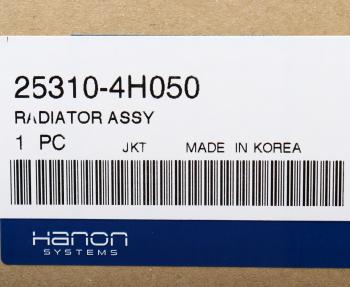 25310-4H050
RADIATOR ASSY
1 PC JKT MADE IN KOREA
Hanon
SYSTEMS